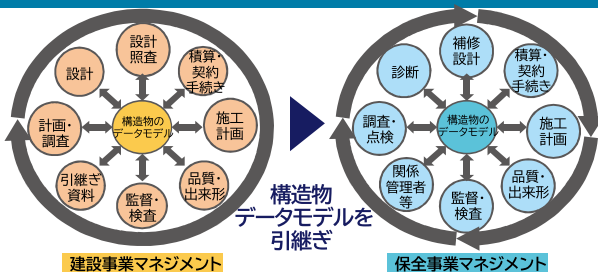 設計
照査
積算・
契約
手続き
施工
計画
品質・
出来形
監督・
検査
引継ぎ
資料
計画・
調査
設計
構造物の
データモデル
建設事業マネジメント
構造物
データモデルを
引継ぎ
補修
設計
積算・
契約
手続き
施工
計画
品質・
出来形
監督・
検査
関係
管理者
等
調査・
点検
診断
構造物の
データモデル
保全事業マネジメント